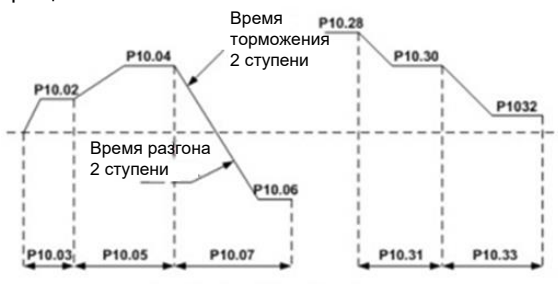 Время
торможения
2 ступени
P10.28
P10.04
P10.30
P10.02
P1032
Время разгона
2 ступени
P10.06
P10.03
P10.05
P10.07
P10.31
P10.33